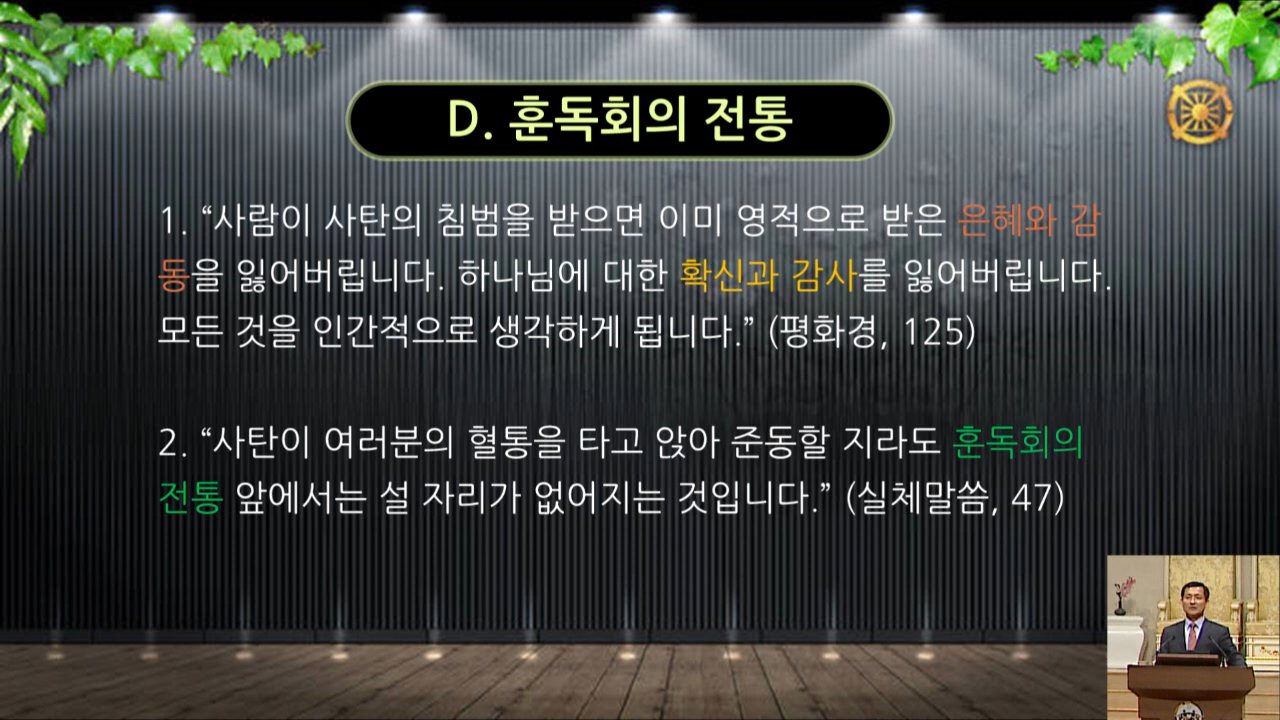 D. 훈독회의 전통
1. “사람이 사탄의 침범을 받으면 이미 영적으로 받은 은혜와 감
동을 잃어버립니다. 하나님에 대한 확신과 감사를 잃어버립니다.
모든 것을 인간적으로 생각하게 됩니다.” (평화경, 125)
2. “사탄이 여러분의 혈통을 타고 앉아 준동할 지라도 훈독회의
전통 앞에서는 설 자리가 없어지는 것입니다.” (실체말씀, 47)